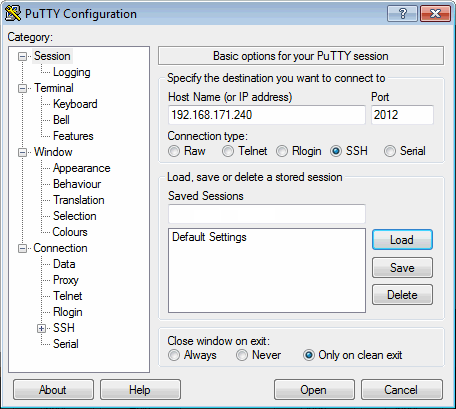 PuTTY Configuration
Category:
Session
Logging
Terminal
Keyboard
Bell
Features
Window
Appearance
Behaviour
Translation
Selection
Colours
Connection
Data
Proxy
Telnet
Rlogin
SSH
Serial
Basic options for your PuTTY session
Specify the destination you want to connect to
Host Name (or IP address) Port
192.168.171.240 2012
Connection type:
Raw Telnet Rlogin SSH Serial
Load, save or delete a stored session
Saved Sessions
Default Settings
Load
Save
Delete
Close window on exit:
Always Never Only on clean exit
About Help Open Cancel